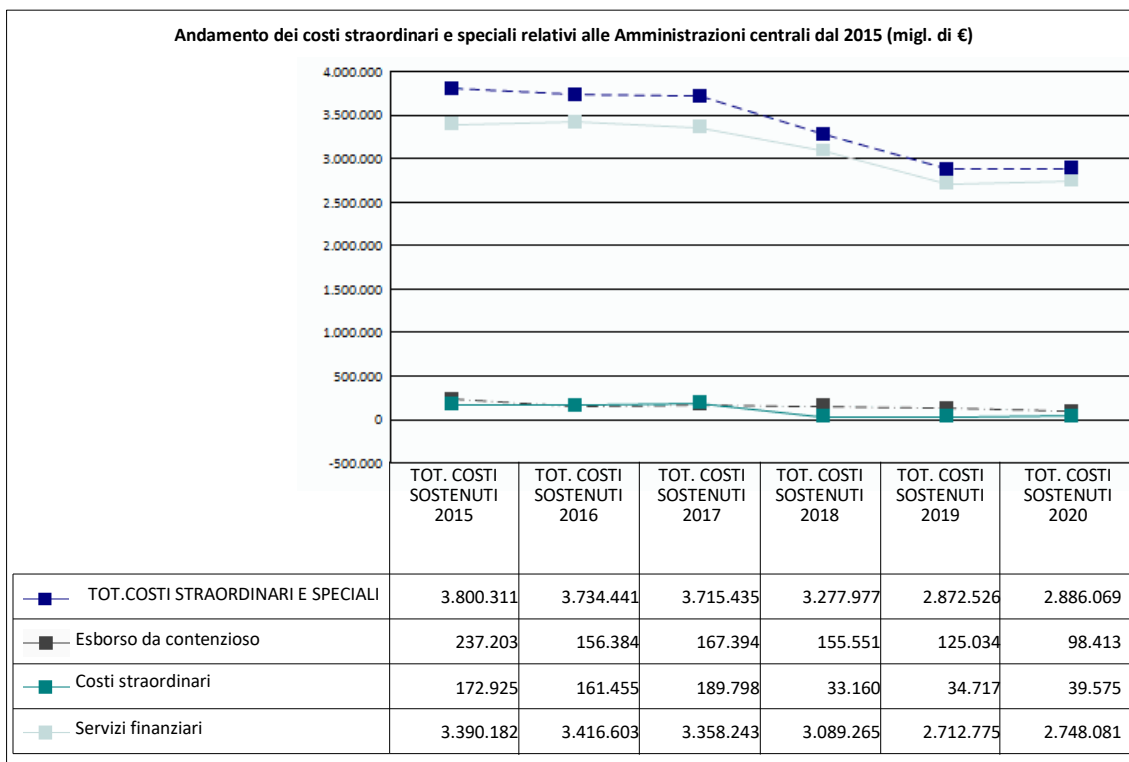 Andamento dei costi straordinari e speciali relativi alle Amministrazioni centrali dal 2015 (migl. di €)
4.000.000
3.500.000
3.000.000
2.500.000
2.000.000
1.500.000
1.000.000
500.000
0
-500.000
TOT. COSTI SOSTENUTI 2015
TOT. COSTI SOSTENUTI 2016
TOT. COSTI SOSTENUTI 2017
TOT. COSTI SOSTENUTI 2018
TOT. COSTI SOSTENUTI 2019
TOT. COSTI SOSTENUTI 2020
TOT.COSTI STRAORDINARI E SPECIALI 3.800.311 3.734.441 3.715.435 3.277.977 2.872.526 2.886.069
Esborso da contenzioso 237.203 156.384 167.394 155.551 125.034 98.413
Costi straordinari 172.925 161.455 189.798 33.160 34.717 39.575
Servizi finanziari 3.390.182 3.416.603 3.358.243 3.089.265 2.712.775 2.748.081